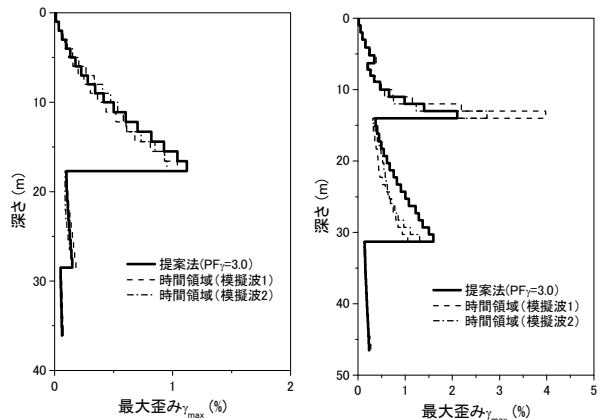 0
10
20
30
40
深さ(m)
提案法(PFγ=3.0)
時間領域(模擬波1)
時間領域(模擬波2)
0
1
2
最大歪みγmax(%)
0
10
20
30
40
50
深さ(m)
提案法(PFγ=3.0)
時間領域(模擬波1)
時間領域(模擬波2)
0
1
2
3
4
5
最大歪みγmax(%)